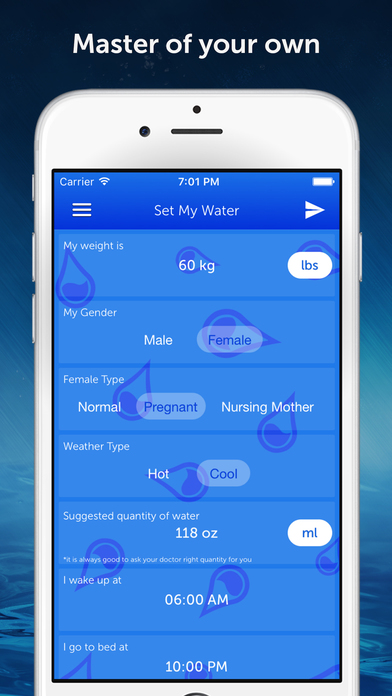 Master of your own
Carrier 7:01 PM
Set My Water
My weight is
60 kg lbs
My Gender
Male Female
Female Type
Normal Pregnant Nursing Mother
Weather Type
Hot Cool
Suggested quantity of water
118 oz ml
*it is always good to ask your doctor right quantity for you
I wake up at
06:00 AM
I go to bed at
10:00 PM